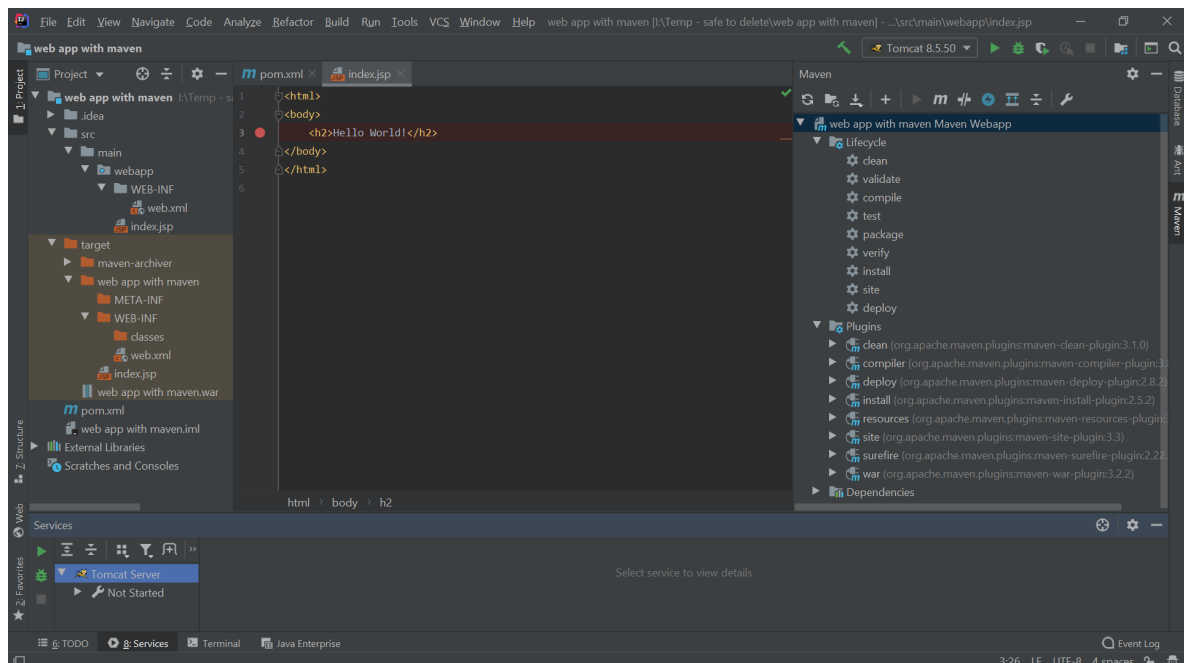 File Edit View Navigate Code Analyze Refactor Build Run Tools VCS Window Help web app with maven [I:\Temp - safe to delete\web app with maven] - ...\src\main\webapp\index.jsp
web app with maven
Tomcat 8.5.50
1: Project
Project
pom.xml
index.jsp
web app with maven I:\Temp - s
.idea
src
main
webapp
WEB-INF
web.xml
index.jsp
target
maven-archiver
web app with maven
META-INF
WEB-INF
classes
web.xml
index.jsp
web app with maven.war
pom.xml
web app with maven.iml
External Libraries
Scratches and Consoles
1 <html>
2 <body>
3 <h2>Hello World!</h2>
4 </body>
5 </html>
6
html > body > h2
Maven
web app with maven Maven Webapp
Lifecycle
clean
validate
compile
test
package
verify
install
site
deploy
Plugins
clean (org.apache.maven.plugins:maven-clean-plugin:3.1.0)
compiler (org.apache.maven.plugins:maven-compiler-plugin:3.
deploy (org.apache.maven.plugins:maven-deploy-plugin:2.8.2)
install (org.apache.maven.plugins:maven-install-plugin:2.5.2)
resources (org.apache.maven.plugins:maven-resources-plugin:
site (org.apache.maven.plugins:maven-site-plugin:3.3)
surefire (org.apache.maven.plugins:maven-surefire-plugin:2.22.
war (org.apache.maven.plugins:maven-war-plugin:3.2.2)
Dependencies
Database
Ant
Maven
7: Structure
Web
2: Favorites
Services
Tomcat Server
Not Started
Select service to view details
6: TODO
8: Services
Terminal
Java Enterprise
Event Log
3:26 LF UTF-8 4 spaces